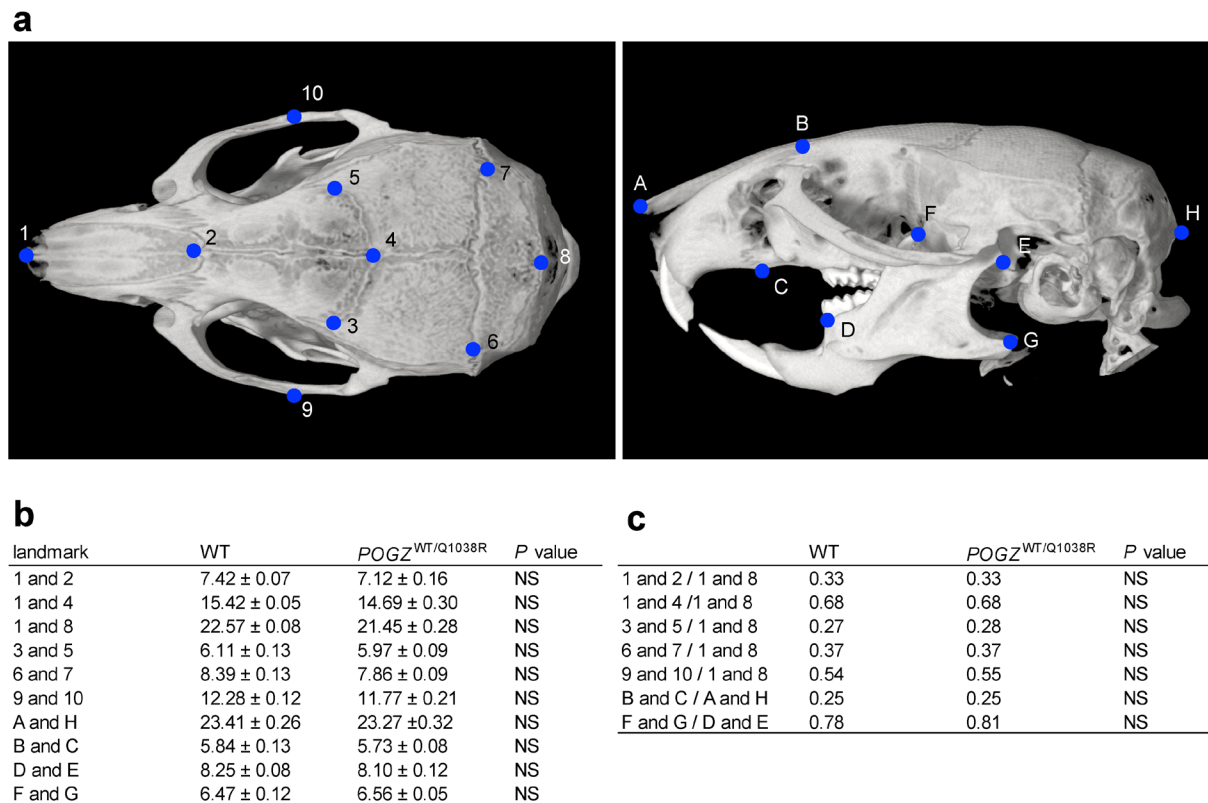 a
10
5
7
1
2
4
8
3
6
9
B
A
F
H
E
C
D
G
b
landmark WT POGZ WT/Q1038R P value
1 and 2 7.42 ± 0.07 7.12 ± 0.16 NS
1 and 4 15.42 ± 0.05 14.69 ± 0.30 NS
1 and 8 22.57 ± 0.08 21.45 ± 0.28 NS
3 and 5 6.11 ± 0.13 5.97 ± 0.09 NS
6 and 7 8.39 ± 0.13 7.86 ± 0.09 NS
9 and 10 12.28 ± 0.12 11.77 ± 0.21 NS
A and H 23.41 ± 0.26 23.27 ±0.32 NS
B and C 5.84 ± 0.13 5.73 ± 0.08 NS
D and E 8.25 ± 0.08 8.10 ± 0.12 NS
F and G 6.47 ± 0.12 6.56 ± 0.05 NS
c
WT POGZ WT/Q1038R P value
1 and 2 / 1 and 8 0.33 0.33 NS
1 and 4 /1 and 8 0.68 0.68 NS
3 and 5 / 1 and 8 0.27 0.28 NS
6 and 7 / 1 and 8 0.37 0.37 NS
9 and 10 / 1 and 8 0.54 0.55 NS
B and C / A and H 0.25 0.25 NS
F and G / D and E 0.78 0.81 NS